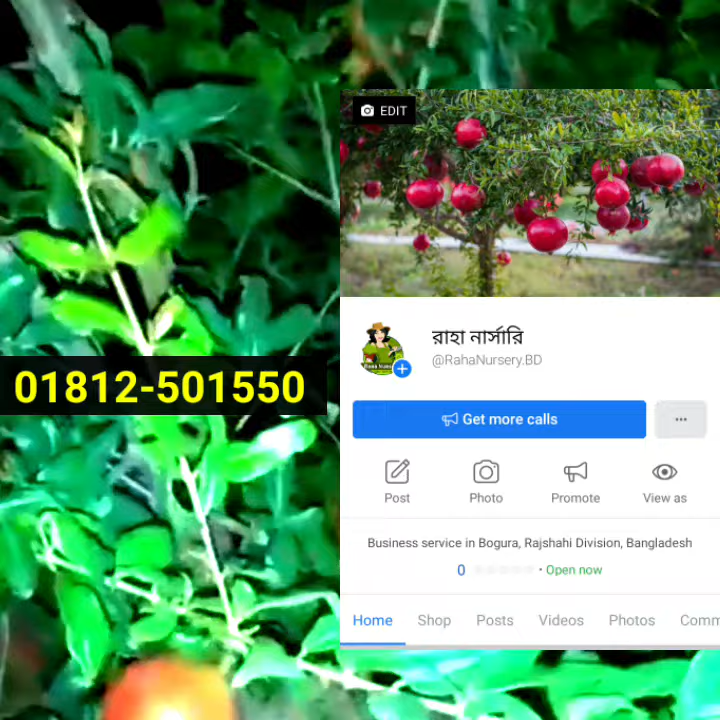 EDIT
রাহা নার্সারি
@RahaNursery.BD
01812-501550
Get more calls
Post
Photo
Promote
View as
Business service in Bogura, Rajshahi Division, Bangladesh
0
· Open now
Home
Shop
Posts
Videos
Photos
Comm